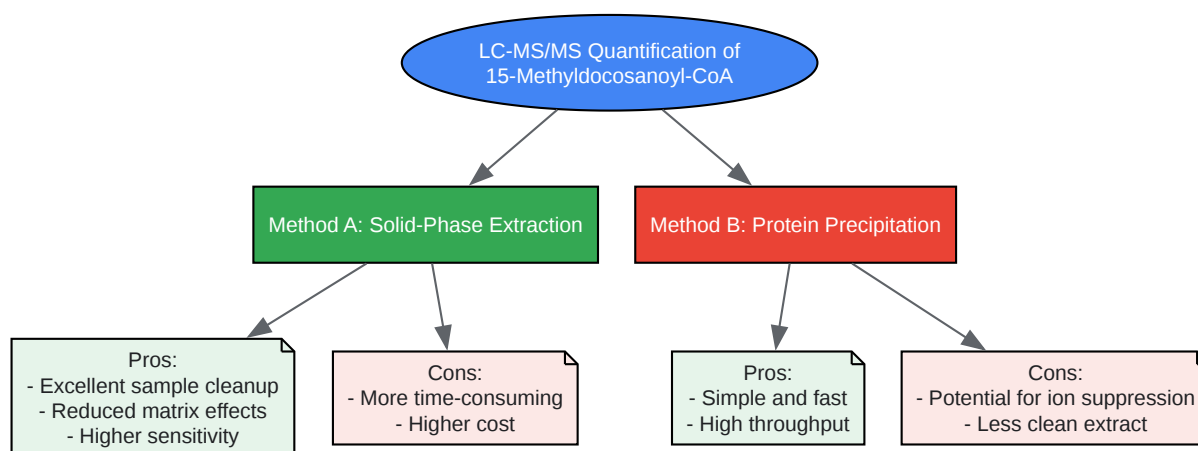 LC-MS/MS Quantification of
15-Methyldocosanoyl-CoA
Method A: Solid-Phase Extraction
Method B: Protein Precipitation
Pros:
- Excellent sample cleanup
- Reduced matrix effects
- Higher sensitivity
Cons:
- More time-consuming
- Higher cost
Pros:
- Simple and fast
- High throughput
Cons:
- Potential for ion suppression
- Less clean extract